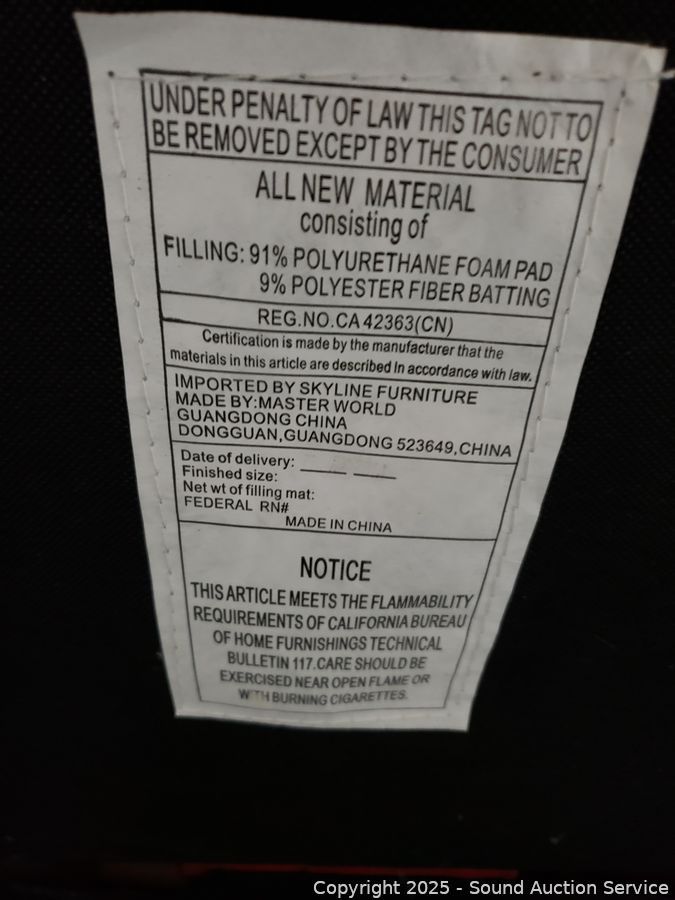 UNDER PENALTY OF LAW THIS TAG NOT TO
BE REMOVED EXCEPT BY THE CONSUMER
ALL NEW MATERIAL
consisting of
FILLING: 91% POLYURETHANE FOAM PAD
9% POLYESTER FIBER BATTING
REG.NO.CA 42363(CN)
Certification is made by the manufacturer that the
materials in this article are described In accordance with law.
IMPORTED BY SKYLINE FURNITURE
MADE BY:MASTER WORLD
GUANGDONG CHINA
DONGGUAN,GUANGDONG 523649,CHINA
Date of delivery:
Finished size:
Net wt of filling mat:
FEDERAL RN#
MADE IN CHINA
NOTICE
THIS ARTICLE MEETS THE FLAMMABILITY
REQUIREMENTS OF CALIFORNIA BUREAU
OF HOME FURNISHINGS TECHNICAL
BULLETIN 117.CARE SHOULD BE
EXERCISED NEAR OPEN FLAME OR
WITH BURNING CIGARETTES.
Copyright 2025 - Sound Auction Service